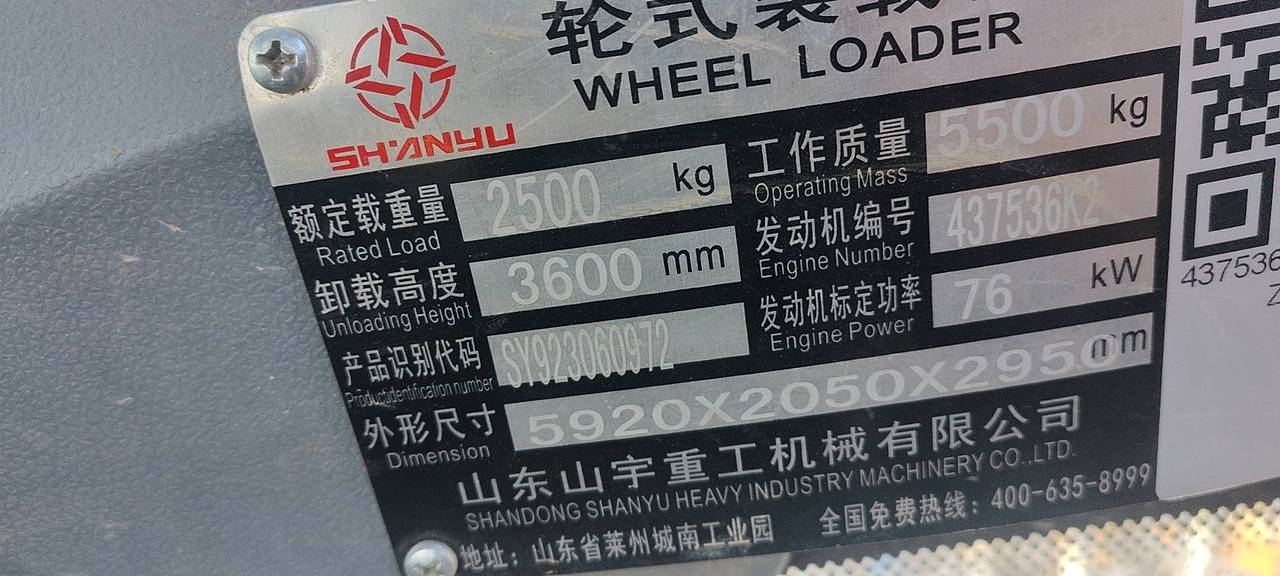 轮式装载
WHEEL LOADER
SHANYU
额定载重量 2500 kg
Rated Load
工作质量 5500 kg
Operating Mass
卸载高度 3600 mm
Unloading Height
发动机编号 437536K2
Engine Number
产品识别代码 SY923060972
Productidentification number
发动机标定功率 76 kW
Engine Power
外形尺寸 5920X2050X2950 mm
Dimension
山东山宇重工机械有限公司
SHANDONG SHANYU HEAVY INDUSTRY MACHINERY CO.,LTD.
地址：山东省莱州城南工业园 全国免费热线：400-635-8999
437536